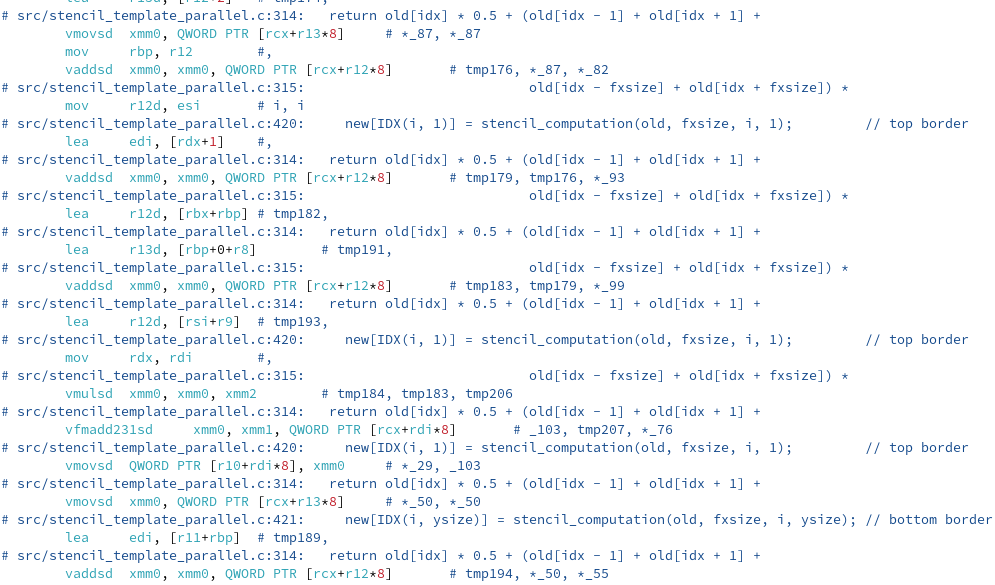 # src/stencil_template_parallel.c:314:   return old[idx] * 0.5 + (old[idx - 1] + old[idx + 1] +
        vmovsd  xmm0, QWORD PTR [rcx+r13*8]     # *_87, *_87
        mov     rbp, r12        #,
        vaddsd  xmm0, xmm0, QWORD PTR [rcx+r12*8]       # tmp176, *_87, *_82
# src/stencil_template_parallel.c:315:                            old[idx - fxsize] + old[idx + fxsize]) *
        mov     r12d, esi       # i, i
# src/stencil_template_parallel.c:420:     new[IDX(i, 1)] = stencil_computation(old, fxsize, i, 1);         // top border
        lea     edi, [rdx+1]    #,
# src/stencil_template_parallel.c:314:   return old[idx] * 0.5 + (old[idx - 1] + old[idx + 1] +
        vaddsd  xmm0, xmm0, QWORD PTR [rcx+r12*8]       # tmp179, tmp176, *_93
# src/stencil_template_parallel.c:315:                            old[idx - fxsize] + old[idx + fxsize]) *
        lea     r12d, [rbx+rbp] # tmp182,
# src/stencil_template_parallel.c:314:   return old[idx] * 0.5 + (old[idx - 1] + old[idx + 1] +
        lea     r13d, [rbp+0+r8]        # tmp191,
# src/stencil_template_parallel.c:315:                            old[idx - fxsize] + old[idx + fxsize]) *
        vaddsd  xmm0, xmm0, QWORD PTR [rcx+r12*8]       # tmp183, tmp179, *_99
# src/stencil_template_parallel.c:314:   return old[idx] * 0.5 + (old[idx - 1] + old[idx + 1] +
        lea     r12d, [rsi+r9]  # tmp193,
# src/stencil_template_parallel.c:420:     new[IDX(i, 1)] = stencil_computation(old, fxsize, i, 1);         // top border
        mov     rdx, rdi        #,
# src/stencil_template_parallel.c:315:                            old[idx - fxsize] + old[idx + fxsize]) *
        vmulsd  xmm0, xmm0, xmm2        # tmp184, tmp183, tmp206
# src/stencil_template_parallel.c:314:   return old[idx] * 0.5 + (old[idx - 1] + old[idx + 1] +
        vfmadd231sd     xmm0, xmm1, QWORD PTR [rcx+rdi*8]       # _103, tmp207, *_76
# src/stencil_template_parallel.c:420:     new[IDX(i, 1)] = stencil_computation(old, fxsize, i, 1);         // top border
        vmovsd  QWORD PTR [r10+rdi*8], xmm0     # *_29, _103
# src/stencil_template_parallel.c:314:   return old[idx] * 0.5 + (old[idx - 1] + old[idx + 1] +
        vmovsd  xmm0, QWORD PTR [rcx+r13*8]     # *_50, *_50
# src/stencil_template_parallel.c:421:     new[IDX(i, ysize)] = stencil_computation(old, fxsize, i, ysize); // bottom border
        lea     edi, [r11+rbp]  # tmp189,
# src/stencil_template_parallel.c:314:   return old[idx] * 0.5 + (old[idx - 1] + old[idx + 1] +
        vaddsd  xmm0, xmm0, QWORD PTR [rcx+r12*8]       # tmp194, *_50, *_55